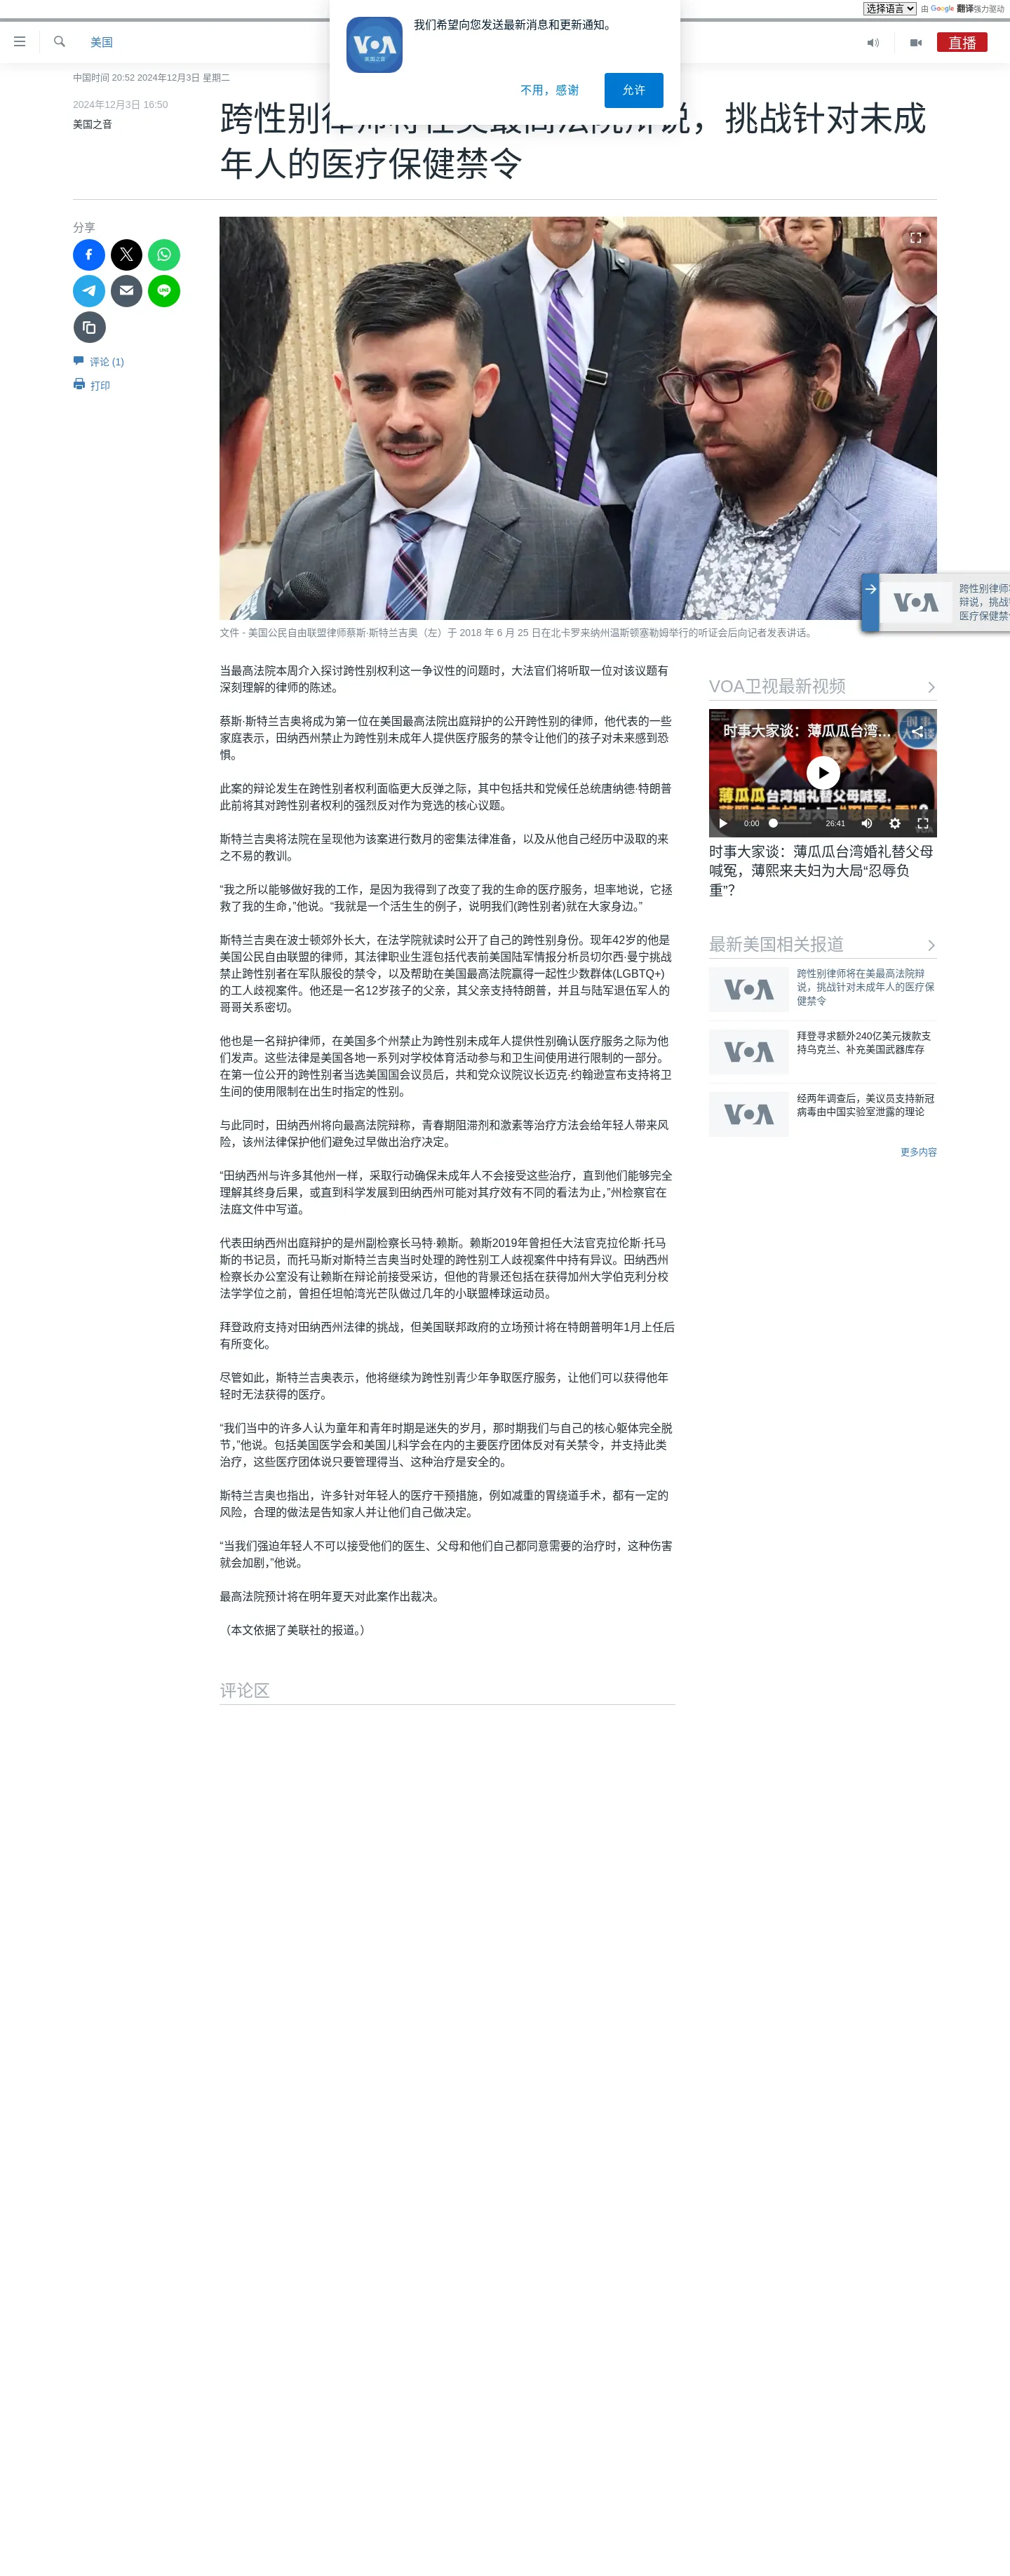 选择语言 由 Google 翻译强力驱动
我们希望向您发送最新消息和更新通知。
不用，感谢
允许
美国
直播
中国时间 20:52 2024年12月3日 星期二
2024年12月3日 16:50
美国之音
跨性别律师将在美最高法院辩说，挑战针对未成
年人的医疗保健禁令
分享
评论 (1)
打印
文件 - 美国公民自由联盟律师蔡斯·斯特兰吉奥（左）于 2018 年 6 月 25 日在北卡罗来纳州温斯顿塞勒姆举行的听证会后向记者发表讲话。
当最高法院本周介入探讨跨性别权利这一争议性的问题时，大法官们将听取一位对该议题有
深刻理解的律师的陈述。
蔡斯·斯特兰吉奥将成为第一位在美国最高法院出庭辩护的公开跨性别的律师，他代表的一些
家庭表示，田纳西州禁止为跨性别未成年人提供医疗服务的禁令让他们的孩子对未来感到恐
惧。
此案的辩论发生在跨性别者权利面临更大反弹之际，其中包括共和党候任总统唐纳德·特朗普
此前将其对跨性别者权利的强烈反对作为竞选的核心议题。
斯特兰吉奥将法院在呈现他为该案进行数月的密集法律准备，以及从他自己经历中汲取的来
之不易的教训。
“我之所以能够做好我的工作，是因为我得到了改变了我的生命的医疗服务，坦率地说，它拯
救了我的生命，”他说。“我就是一个活生生的例子，说明我们(跨性别者)就在大家身边。”
斯特兰吉奥在波士顿郊外长大，在法学院就读时公开了自己的跨性别身份。现年42岁的他是
美国公民自由联盟的律师，其法律职业生涯包括代表前美国陆军情报分析员切尔西·曼宁挑战
禁止跨性别者在军队服役的禁令，以及帮助在美国最高法院赢得一起性少数群体(LGBTQ+)
的工人歧视案件。他还是一名12岁孩子的父亲，其父亲支持特朗普，并且与陆军退伍军人的
哥哥关系密切。
他也是一名辩护律师，在美国多个州禁止为跨性别未成年人提供性别确认医疗服务之际为他
们发声。这些法律是美国各地一系列对学校体育活动参与和卫生间使用进行限制的一部分。
在第一位公开的跨性别者当选美国国会议员后，共和党众议院议长迈克·约翰逊宣布支持将卫
生间的使用限制在出生时指定的性别。
与此同时，田纳西州将向最高法院辩称，青春期阻滞剂和激素等治疗方法会给年轻人带来风
险，该州法律保护他们避免过早做出治疗决定。
“田纳西州与许多其他州一样，采取行动确保未成年人不会接受这些治疗，直到他们能够完全
理解其终身后果，或直到科学发展到田纳西州可能对其疗效有不同的看法为止，”州检察官在
法庭文件中写道。
代表田纳西州出庭辩护的是州副检察长马特·赖斯。赖斯2019年曾担任大法官克拉伦斯·托马
斯的书记员，而托马斯对斯特兰吉奥当时处理的跨性别工人歧视案件中持有异议。田纳西州
检察长办公室没有让赖斯在辩论前接受采访，但他的背景还包括在获得加州大学伯克利分校
法学学位之前，曾担任坦帕湾光芒队做过几年的小联盟棒球运动员。
拜登政府支持对田纳西州法律的挑战，但美国联邦政府的立场预计将在特朗普明年1月上任后
有所变化。
尽管如此，斯特兰吉奥表示，他将继续为跨性别青少年争取医疗服务，让他们可以获得他年
轻时无法获得的医疗。
“我们当中的许多人认为童年和青年时期是迷失的岁月，那时期我们与自己的核心躯体完全脱
节，”他说。包括美国医学会和美国儿科学会在内的主要医疗团体反对有关禁令，并支持此类
治疗，这些医疗团体说只要管理得当、这种治疗是安全的。
斯特兰吉奥也指出，许多针对年轻人的医疗干预措施，例如减重的胃绕道手术，都有一定的
风险，合理的做法是告知家人并让他们自己做决定。
“当我们强迫年轻人不可以接受他们的医生、父母和他们自己都同意需要的治疗时，这种伤害
就会加剧，”他说。
最高法院预计将在明年夏天对此案作出裁决。
（本文依据了美联社的报道。）
评论区
跨性别律师
辩说，挑战
医疗保健禁
VOA卫视最新视频
时事大家谈：薄瓜瓜台湾...
薄瓜瓜台湾婚礼替父母喊冤，
0:00
26:41
时事大家谈：薄瓜瓜台湾婚礼替父母
喊冤，薄熙来夫妇为大局“忍辱负
重”？
最新美国相关报道
跨性别律师将在美最高法院辩
说，挑战针对未成年人的医疗保
健禁令
拜登寻求额外240亿美元拨款支
持乌克兰、补充美国武器库存
经两年调查后，美议员支持新冠
病毒由中国实验室泄露的理论
更多内容